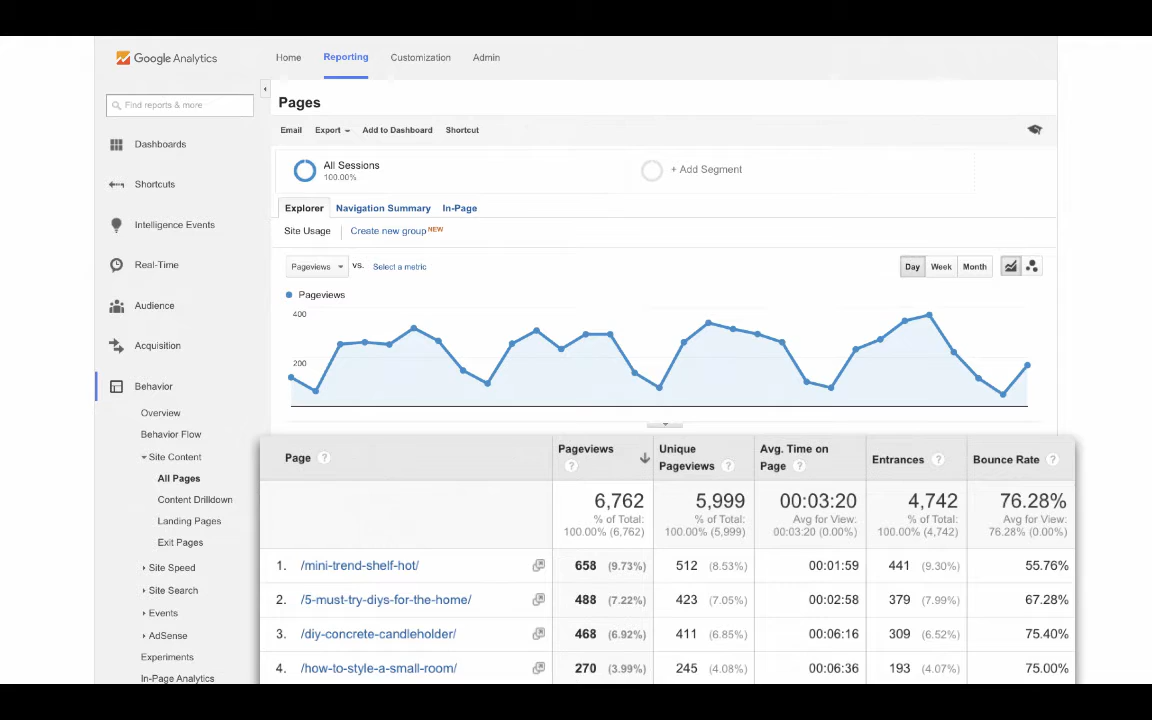 Google Analytics
Home Reporting Customization Admin
Find reports & more
Pages
Email Export Add to Dashboard Shortcut
Dashboards
Shortcuts
Intelligence Events
Real-Time
Audience
Acquisition
Behavior
Overview
Behavior Flow
Site Content
All Pages
Content Drilldown
Landing Pages
Exit Pages
Site Speed
Site Search
Events
AdSense
Experiments
In-Page Analytics
All Sessions
100.00%
+ Add Segment
Explorer Navigation Summary In-Page
Site Usage Create new group NEW
Pageviews VS. Select a metric
Day Week Month
Pageviews
400
200
Page ? Pageviews ? Unique Pageviews ? Avg. Time on Page ? Entrances ? Bounce Rate ?
6,762 5,999 00:03:20 4,742 76.28%
% of Total: % of Total: Avg for View: % of Total: Avg for View:
100.00% (6,762) 100.00% (5,999) 00:03:20 (0.00%) 100.00% (4,742) 76.28% (0.00%)
1. /mini-trend-shelf-hot/ 658 (9.73%) 512 (8.53%) 00:01:59 441 (9.30%) 55.76%
2. /5-must-try-diys-for-the-home/ 488 (7.22%) 423 (7.05%) 00:02:58 379 (7.99%) 67.28%
3. /diy-concrete-candleholder/ 468 (6.92%) 411 (6.85%) 00:06:16 309 (6.52%) 75.40%
4. /how-to-style-a-small-room/ 270 (3.99%) 245 (4.08%) 00:06:36 193 (4.07%) 75.00%